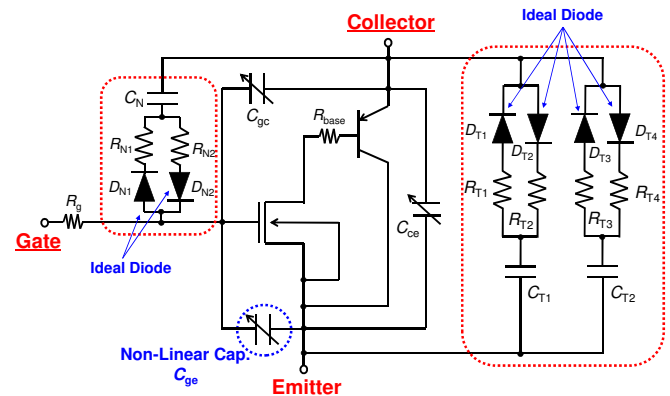 Collector
Ideal Diode
C_N
C_gc
R_base
R_N1
R_N2
D_N1
D_N2
R_g
Gate
Ideal Diode
C_ce
D_T1
D_T2
D_T3
D_T4
R_T1
R_T2
R_T3
R_T4
C_T1
C_T2
Non-Linear Cap.
C_ge
Emitter